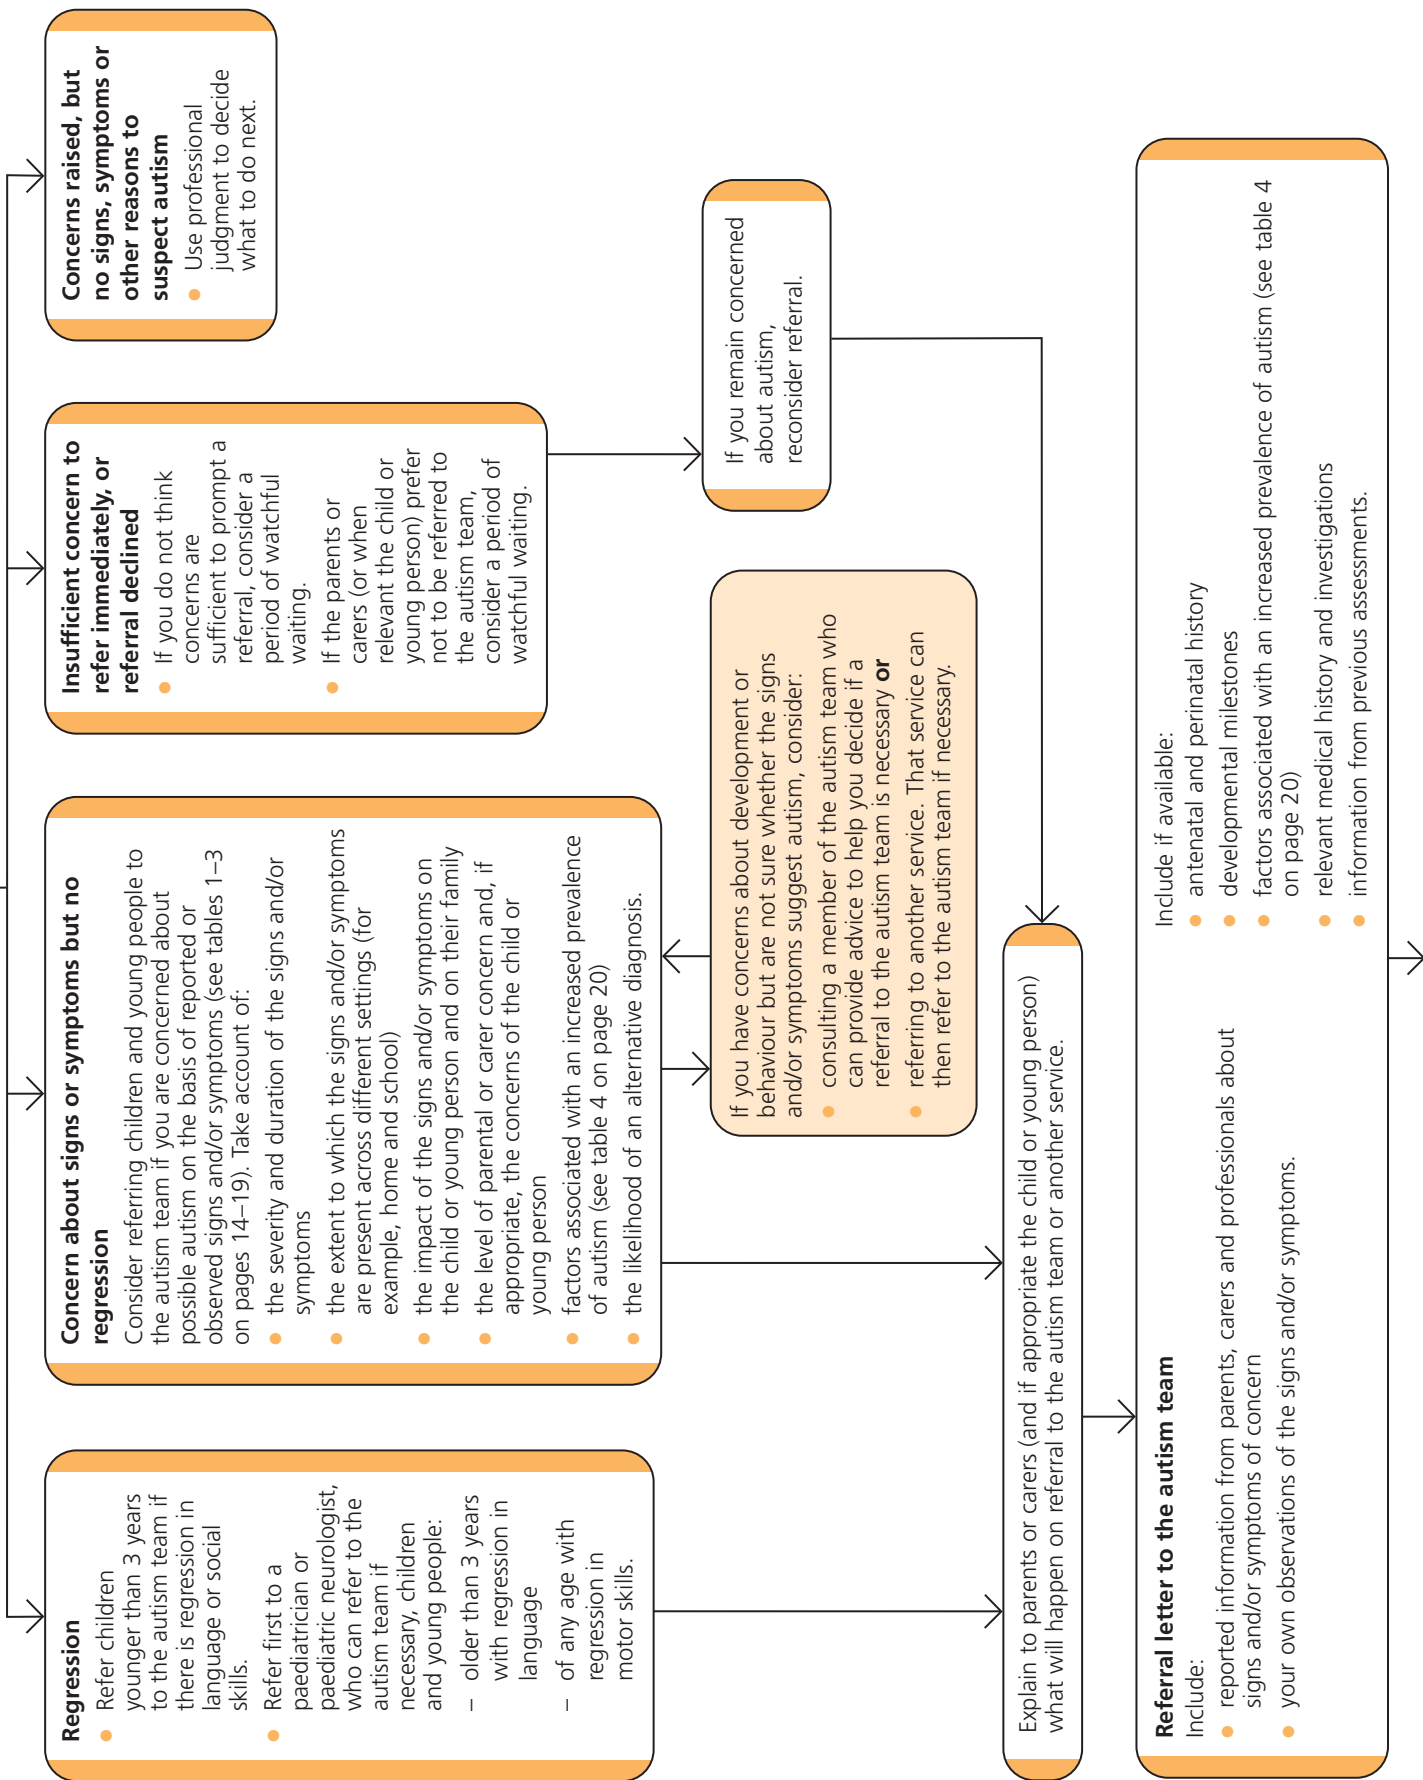 Regression
• Refer children
younger than 3 years
to the autism team if
there is regression in
language or social
skills.
• Refer first to a
paediatrician or
paediatric neurologist,
who can refer to the
autism team if
necessary, children
and young people:
– older than 3 years
with regression in
language
– of any age with
regression in
motor skills.
Concern about signs or symptoms but no
regression
Consider referring children and young people to
the autism team if you are concerned about
possible autism on the basis of reported or
observed signs and/or symptoms (see tables 1–3
on pages 14–19). Take account of:
• the severity and duration of the signs and/or
symptoms
• the extent to which the signs and/or symptoms
are present across different settings (for
example, home and school)
• the impact of the signs and/or symptoms on
the child or young person and on their family
• the level of parental or carer concern and, if
appropriate, the concerns of the child or
young person
• factors associated with an increased prevalence
of autism (see table 4 on page 20)
• the likelihood of an alternative diagnosis.
Insufficient concern to
refer immediately, or
referral declined
• If you do not think
concerns are
sufficient to prompt a
referral, consider a
period of watchful
waiting.
• If the parents or
carers (or when
relevant the child or
young person) prefer
not to be referred to
the autism team,
consider a period of
watchful waiting.
Concerns raised, but
no signs, symptoms or
other reasons to
suspect autism
• Use professional
judgment to decide
what to do next.
If you have concerns about development or
behaviour but are not sure whether the signs
and/or symptoms suggest autism, consider:
• consulting a member of the autism team who
can provide advice to help you decide if a
referral to the autism team is necessary or
• referring to another service. That service can
then refer to the autism team if necessary.
If you remain concerned
about autism,
reconsider referral.
Explain to parents or carers (and if appropriate the child or young person)
what will happen on referral to the autism team or another service.
Referral letter to the autism team
Include:
• reported information from parents, carers and professionals about
signs and/or symptoms of concern
• your own observations of the signs and/or symptoms.
Include if available:
• antenatal and perinatal history
• developmental milestones
• factors associated with an increased prevalence of autism (see table 4
on page 20)
• relevant medical history and investigations
• information from previous assessments.